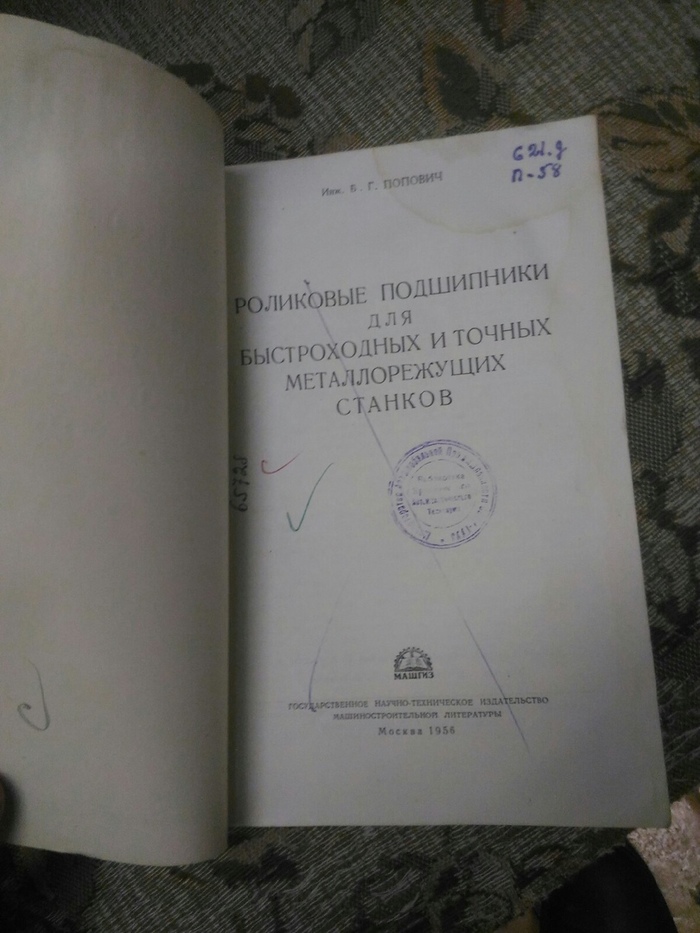 621.9
П-58
Инж. Б. Г. ПОПОВИЧ
РОЛИКОВЫЕ ПОДШИПНИКИ
ДЛЯ
БЫСТРОХОДНЫХ И ТОЧНЫХ
МЕТАЛЛОРЕЖУЩИХ
СТАНКОВ
65725
МАШГИЗ
ГОСУДАРСТВЕННОЕ НАУЧНО-ТЕХНИЧЕСКОЕ ИЗДАТЕЛЬСТВО
МАШИНОСТРОИТЕЛЬНОЙ ЛИТЕРАТУРЫ
Москва 1956